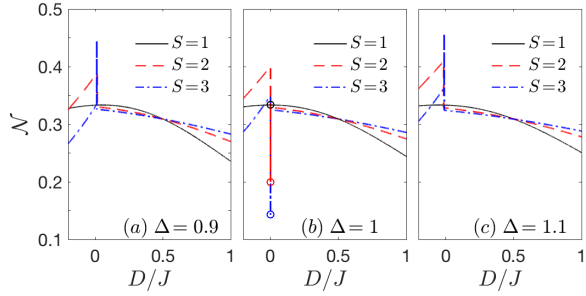 0.5
0.4
0.3
0.2
0.1
𝒩
S=1
S=2
S=3
(a) Δ=0.9
0 0.5 1
D/J
S=1
S=2
S=3
(b) Δ=1
0 0.5 1
D/J
S=1
S=2
S=3
(c) Δ=1.1
0 0.5 1
D/J